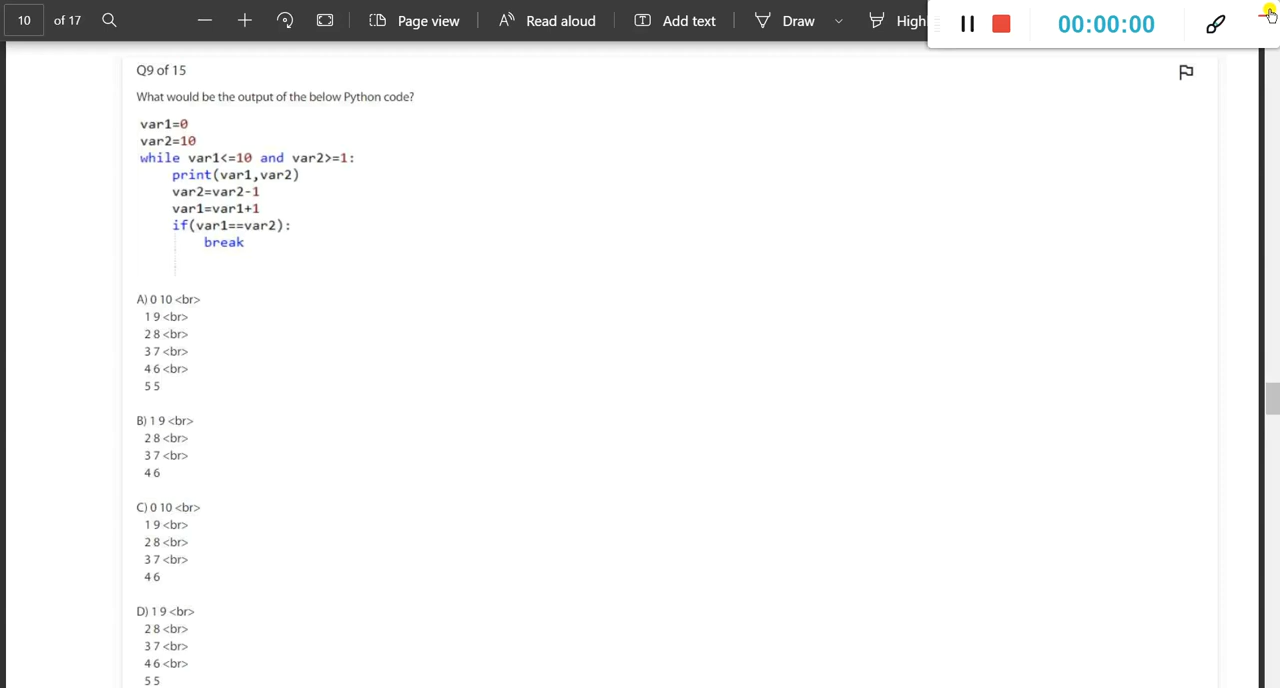 10 of 17 Page view Read aloud Add text Draw High
00:00:00
Q9 of 15
What would be the output of the below Python code?
var1=0
var2=10
while var1<=10 and var2>=1:
print(var1,var2)
var2=var2-1
var1=var1+1
if(var1==var2):
break
A) 0 10 <br>
1 9 <br>
2 8 <br>
3 7 <br>
4 6 <br>
5 5
B) 1 9 <br>
2 8 <br>
3 7 <br>
4 6
C) 0 10 <br>
1 9 <br>
2 8 <br>
3 7 <br>
4 6
D) 1 9 <br>
2 8 <br>
3 7 <br>
4 6 <br>
5 5